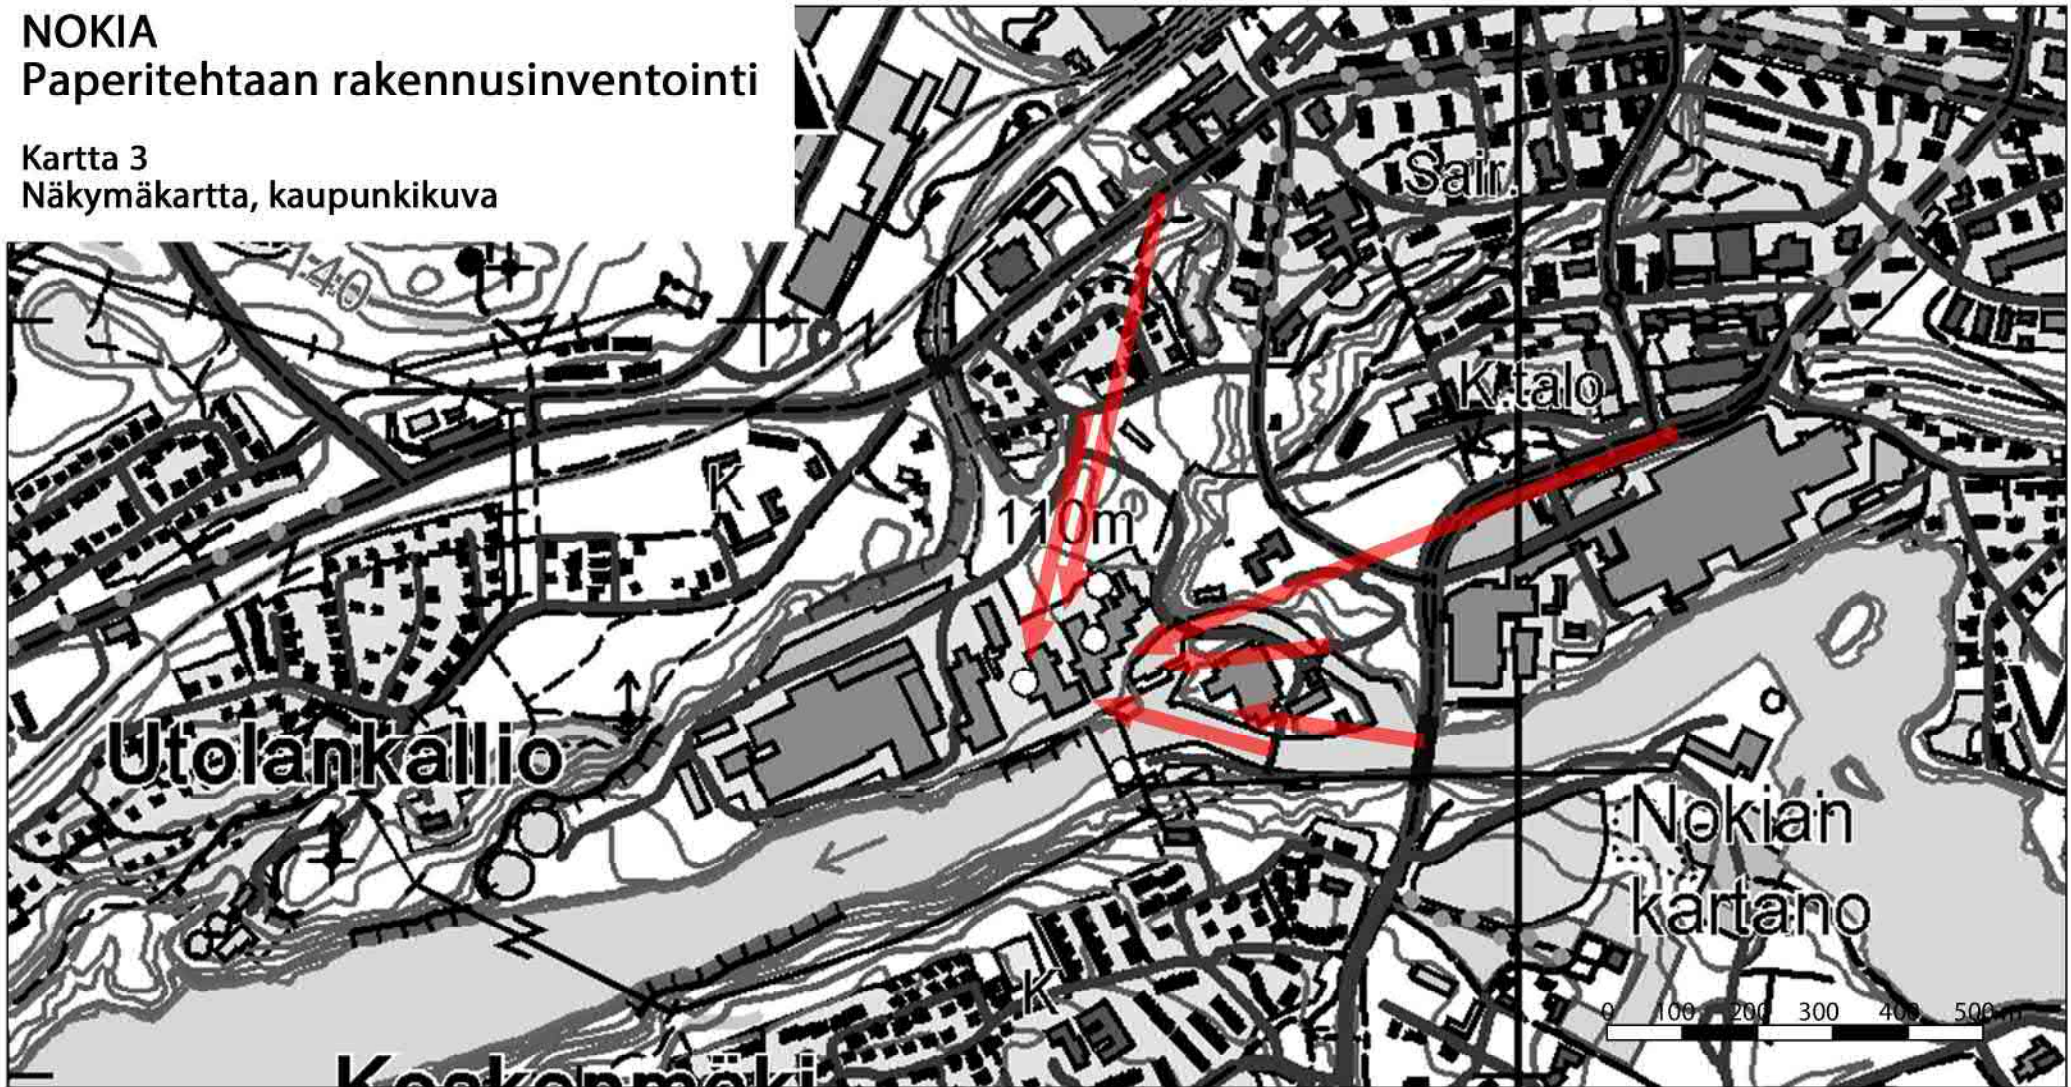 NOKIA
Paperitehtaan rakennusinventointi
Kartta 3
Näkymäkartta, kaupunkikuva
Sair.
140
K.talo
K
110m
Utolankallio
Nokian
kartano
K
0 100 200 300 400 500 m
13